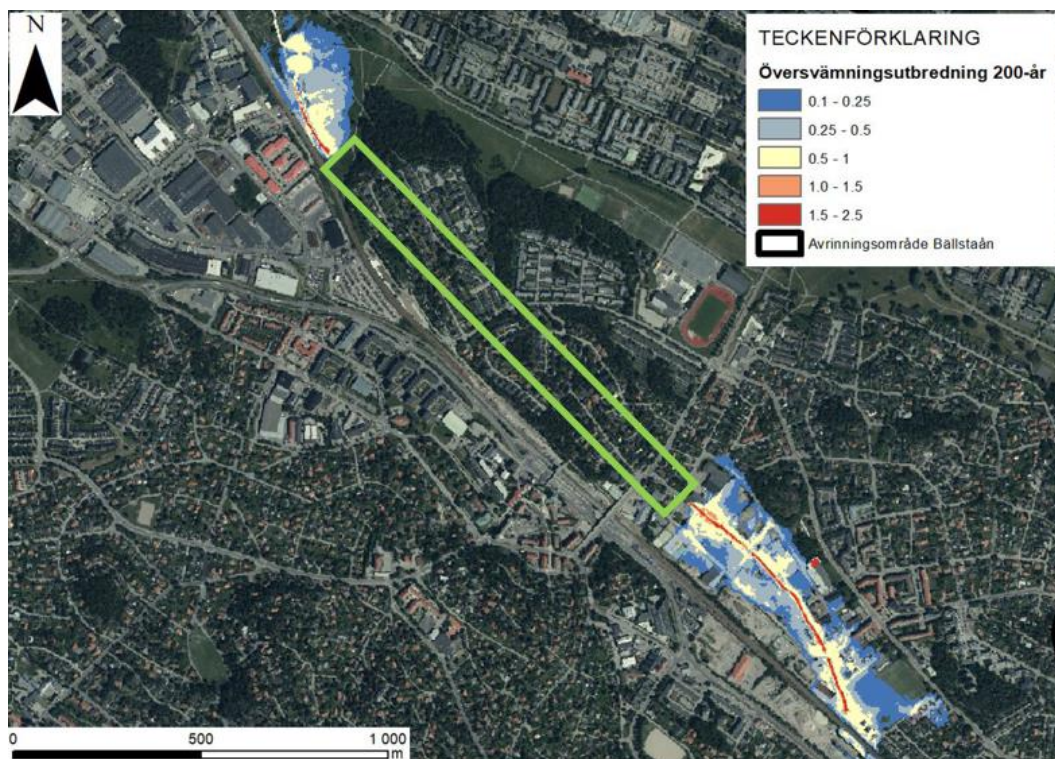 N
TECKENFÖRKLARING
Översvämningsutbredning 200-år
0.1 - 0.25
0.25 - 0.5
0.5 - 1
1.0 - 1.5
1.5 - 2.5
Avrinningsområde Bällstaån
0 500 1 000
m